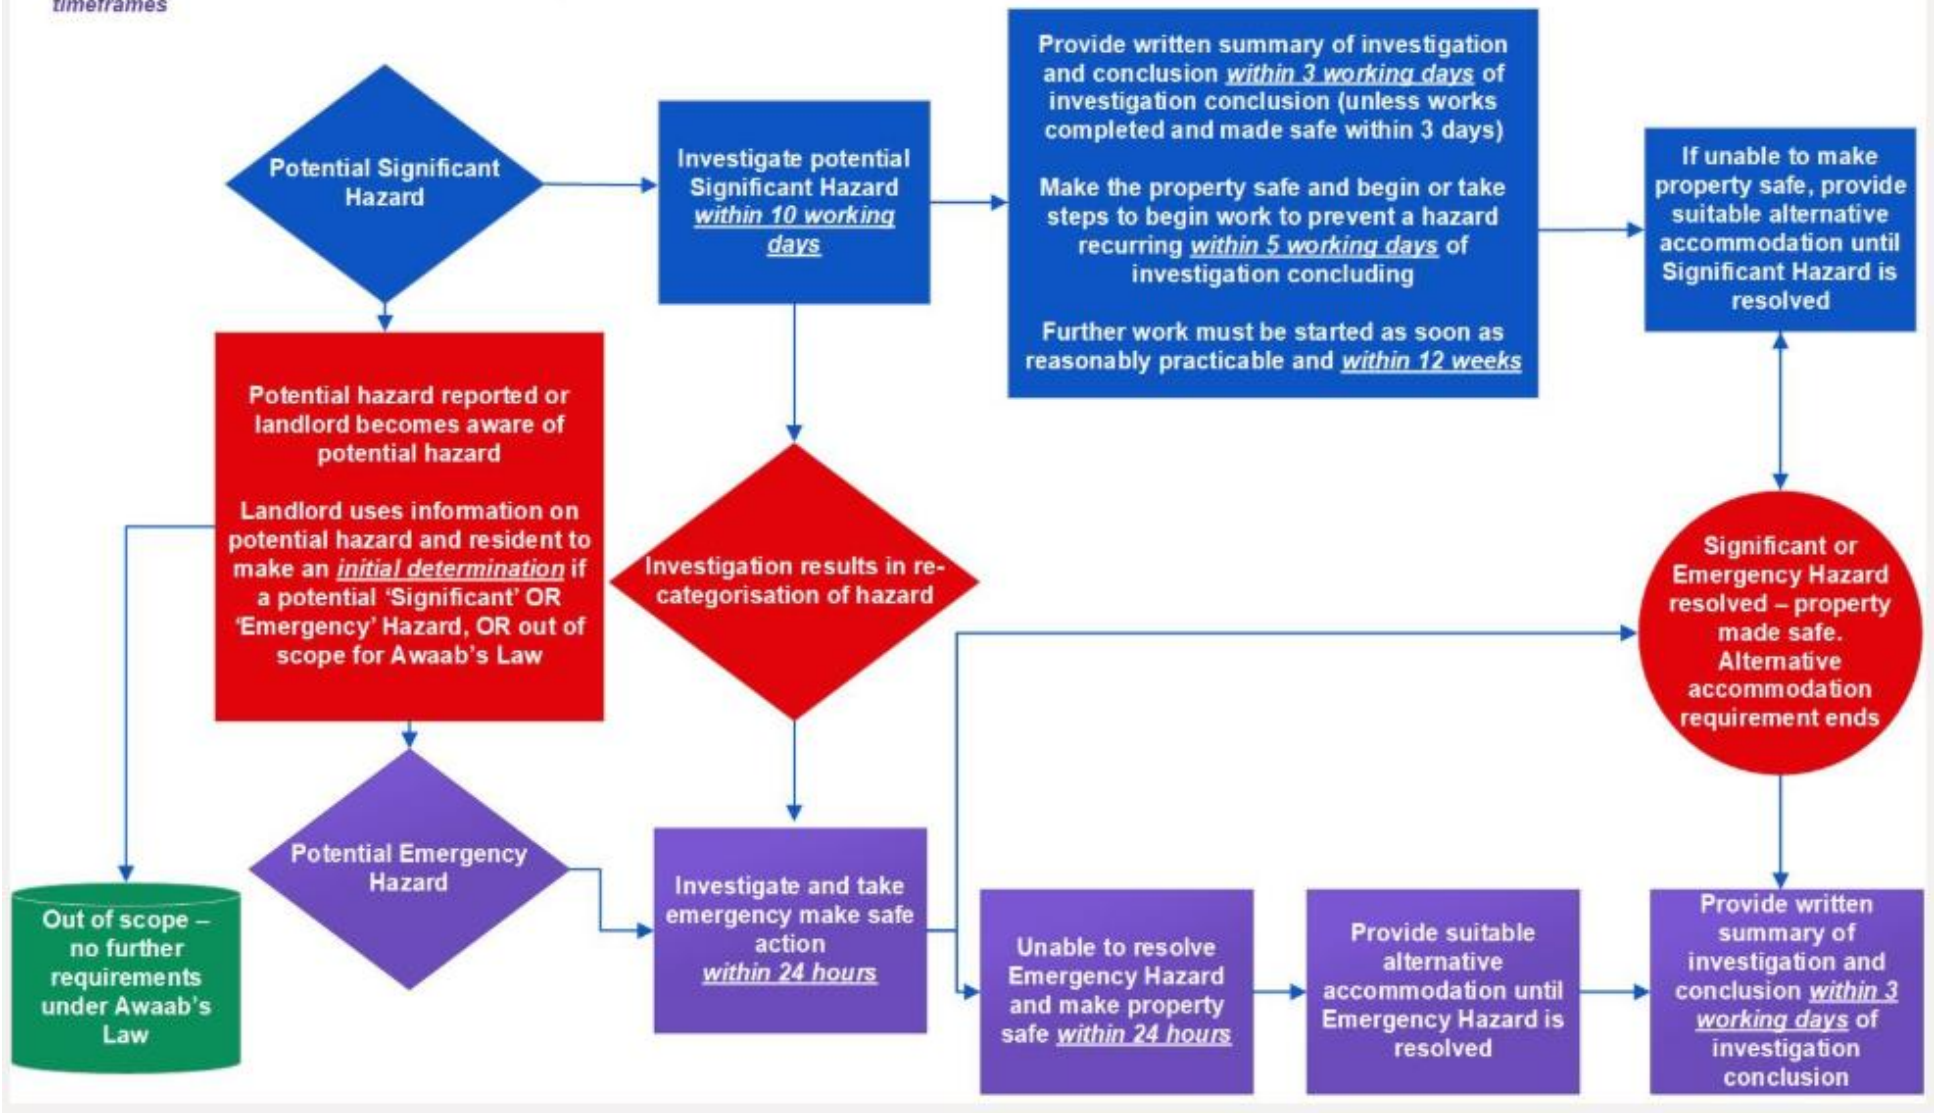 timeframes
Potential Significant
Hazard
Investigate potential
Significant Hazard
within 10 working
days
Provide written summary of investigation
and conclusion within 3 working days of
investigation conclusion (unless works
completed and made safe within 3 days)
Make the property safe and begin or take
steps to begin work to prevent a hazard
recurring within 5 working days of
investigation concluding
Further work must be started as soon as
reasonably practicable and within 12 weeks
If unable to make
property safe, provide
suitable alternative
accommodation until
Significant Hazard is
resolved
Potential hazard reported or
landlord becomes aware of
potential hazard
Landlord uses information on
potential hazard and resident to
make an initial determination if
a potential ‘Significant’ OR
‘Emergency’ Hazard, OR out of
scope for Awaab’s Law
Investigation results in re-
categorisation of hazard
Significant or
Emergency Hazard
resolved – property
made safe.
Alternative
accommodation
requirement ends
Potential Emergency
Hazard
Out of scope –
no further
requirements
under Awaab’s
Law
Investigate and take
emergency make safe
action
within 24 hours
Unable to resolve
Emergency Hazard
and make property
safe within 24 hours
Provide suitable
alternative
accommodation until
Emergency Hazard is
resolved
Provide written
summary of
investigation and
conclusion within 3
working days of
investigation
conclusion